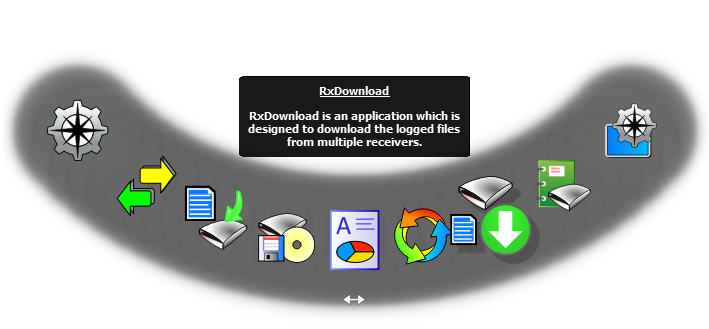 RxDownload
RxDownload is an application which is
designed to download the logged files
from multiple receivers.
A